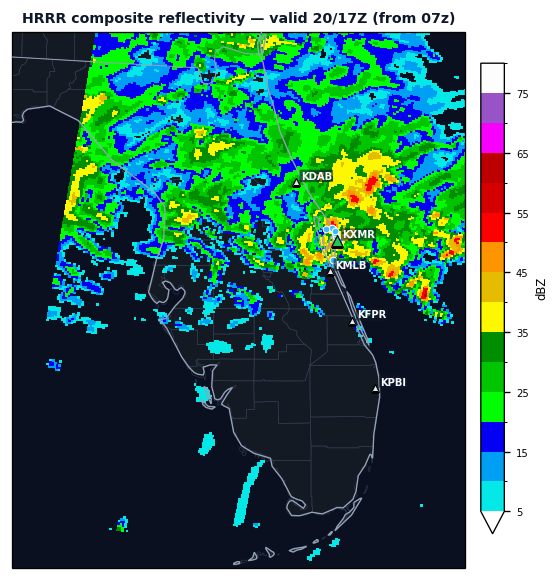 HRRR composite reflectivity — valid 20/17Z (from 07z)
75
65
KDAB
55
KXMR
KMLB
45
dBZ
KFPR
35
KPBI
25
15
5